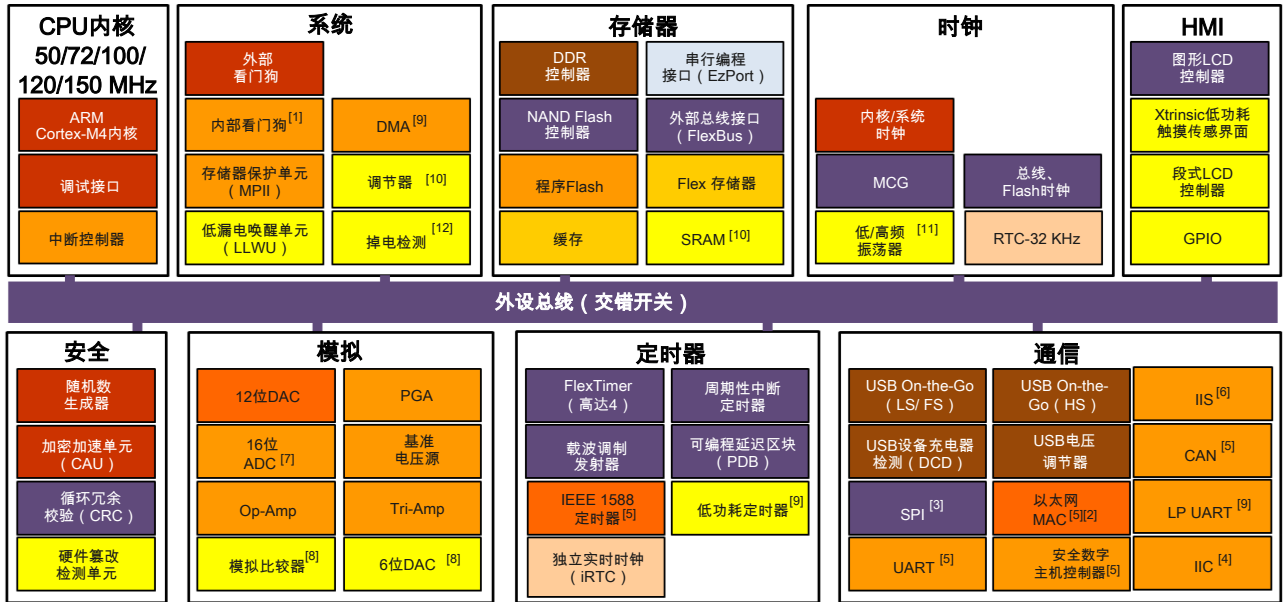 CPU内核
50/72/100/
120/150 MHz
ARM
Cortex-M4内核
调试接口
中断控制器
系统
外部
看门狗
内部看门狗[1]
DMA [9]
存储器保护单元
（MPII）
调节器 [10]
低漏电唤醒单元
（LLWU）
掉电检测 [12]
存储器
DDR
控制器
串行编程
接口（EzPort）
NAND Flash
控制器
外部总线接口
（FlexBus）
程序Flash
Flex 存储器
缓存
SRAM [10]
时钟
内核/系统
时钟
MCG
总线、
Flash时钟
低/高频 [11]
振荡器
RTC-32 KHz
HMI
图形LCD
控制器
Xtrinsic低功耗
触摸传感界面
段式LCD
控制器
GPIO
外设总线（交错开关）
安全
随机数
生成器
加密加速单元
（CAU）
循环冗余
校验（CRC）
硬件篡改
检测单元
模拟
12位DAC
PGA
16位
ADC [7]
基准
电压源
Op-Amp
Tri-Amp
模拟比较器[8]
6位DAC [8]
定时器
FlexTimer
（高达4）
周期性中断
定时器
载波调制
发射器
可编程延迟区块
（PDB）
IEEE 1588
定时器[5]
低功耗定时器[9]
独立实时时钟
（iRTC）
通信
USB On-the-Go
（LS/ FS）
USB On-the-
Go（HS）
IIS [6]
USB设备充电器
检测（DCD）
USB电压
调节器
CAN [5]
SPI [3]
以太网
MAC[5][2]
LP UART [9]
UART [5]
安全数字
主机控制器[5]
IIC [4]